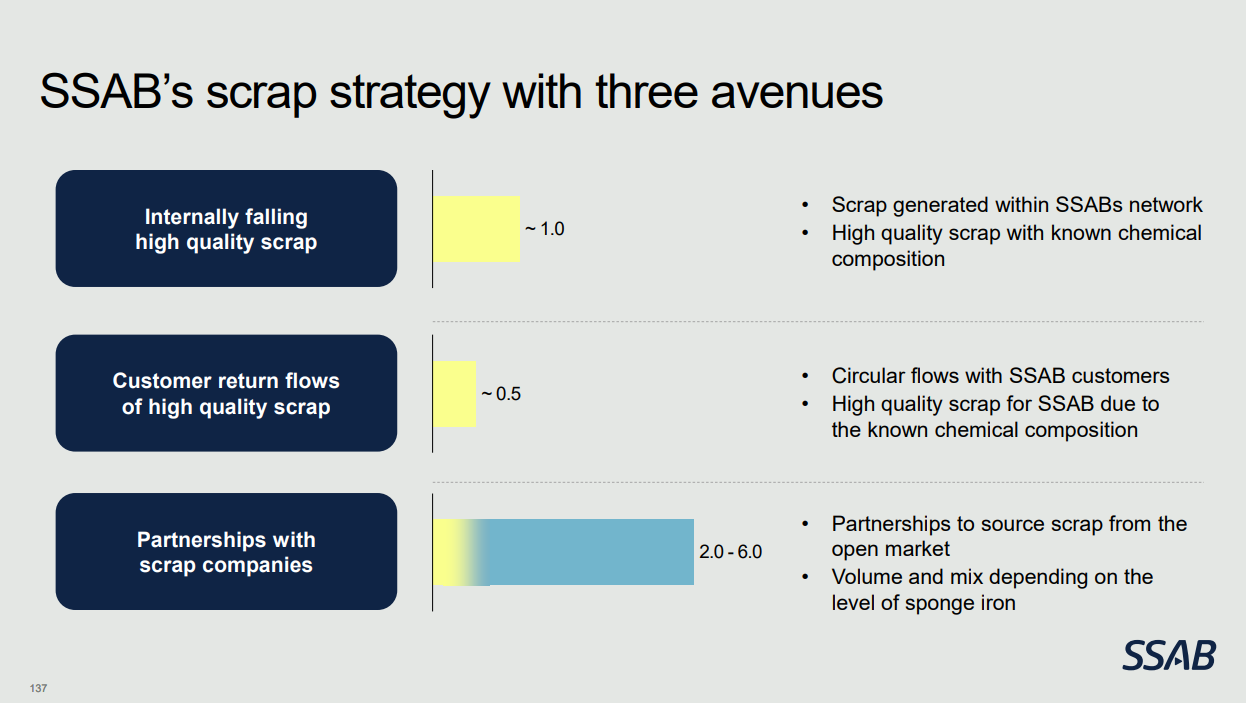 SSAB’s scrap strategy with three avenues
Internally falling
high quality scrap
~ 1.0
• Scrap generated within SSABs network
• High quality scrap with known chemical
composition
Customer return flows
of high quality scrap
~ 0.5
• Circular flows with SSAB customers
• High quality scrap for SSAB due to
the known chemical composition
Partnerships with
scrap companies
2.0 - 6.0
• Partnerships to source scrap from the
open market
• Volume and mix depending on the
level of sponge iron
SSAB
137